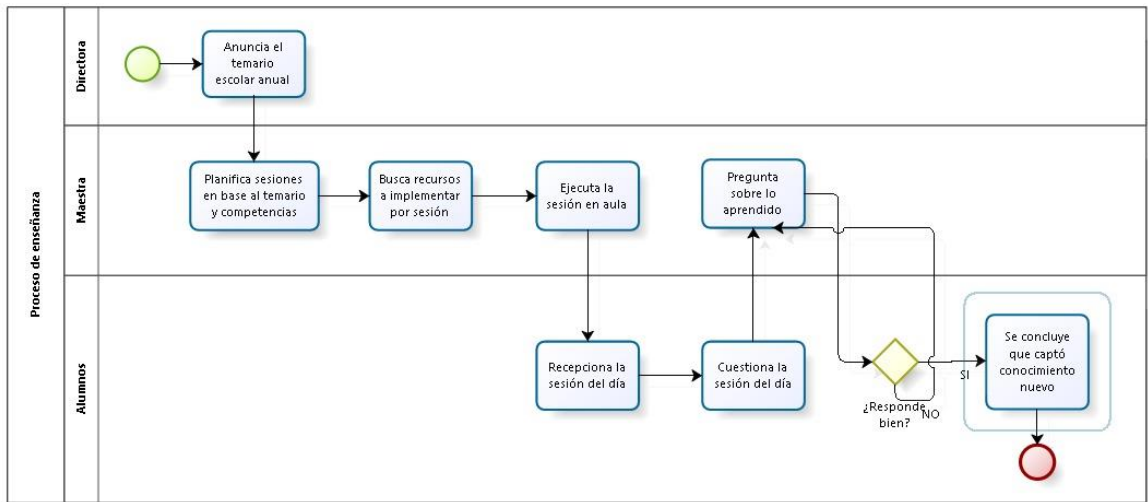 Proceso de enseñanza
Directora
Anuncia el
temario
escolar anual
Maestra
Planifica sesiones
en base al temario
y competencias
Busca recursos
a implementar
por sesión
Ejecuta la
sesión en aula
Pregunta
sobre lo
aprendido
Alumnos
Recepciona la
sesión del día
Cuestiona la
sesión del día
¿Responde
bien?
NO
SI
Se concluye
que captó
conocimiento
nuevo